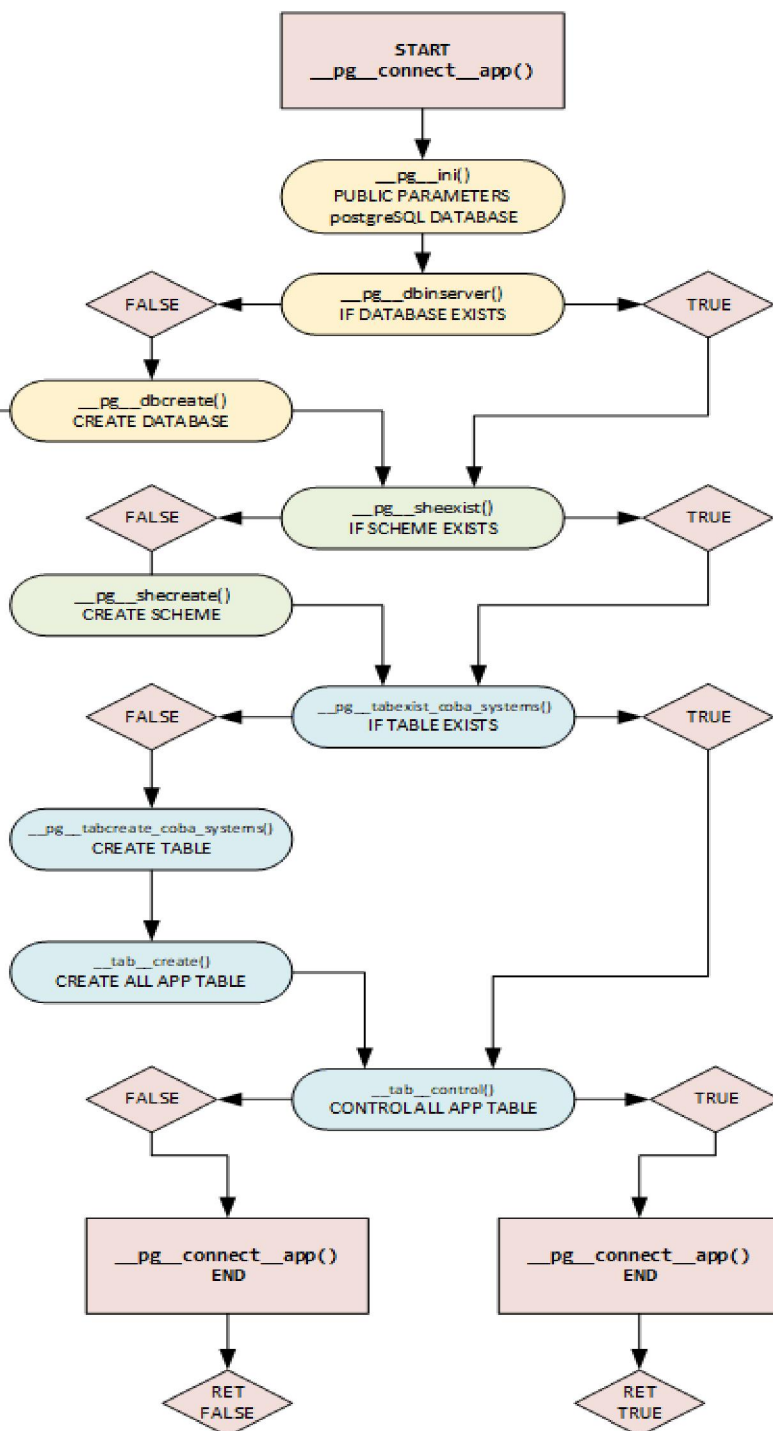 START
__pg__connect__app()
__pg__ini()
PUBLIC PARAMETERS
postgreSQL DATABASE
FALSE
__pg__dbinserver()
IF DATABASE EXISTS
TRUE
__pg__dbcreate()
CREATE DATABASE
FALSE
__pg__sheexist()
IF SCHEME EXISTS
TRUE
__pg__shecreate()
CREATE SCHEME
FALSE
__pg__tabexist_coba_systems()
IF TABLE EXISTS
TRUE
__pg__tabcreate_coba_systems()
CREATE TABLE
__tab__create()
CREATE ALL APP TABLE
FALSE
__tab__control()
CONTROL ALL APP TABLE
TRUE
__pg__connect__app()
END
__pg__connect__app()
END
RET
FALSE
RET
TRUE